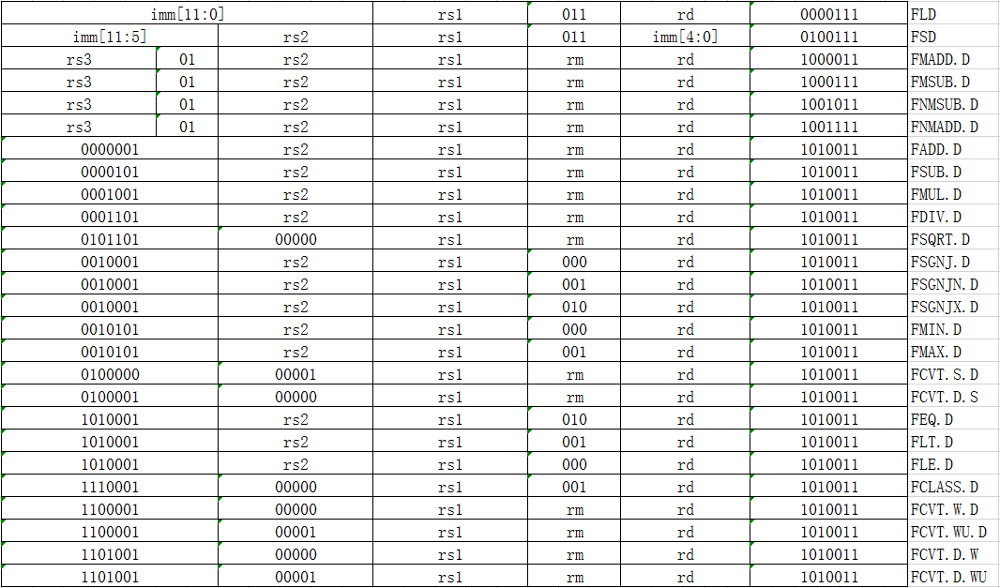 imm[11:0] rs1 011 rd 0000111 FLD
imm[11:5] rs2 rs1 011 imm[4:0] 0100111 FSD
rs3 01 rs2 rs1 rm rd 1000011 FMADD.D
rs3 01 rs2 rs1 rm rd 1000111 FMSUB.D
rs3 01 rs2 rs1 rm rd 1001011 FNMSUB.D
rs3 01 rs2 rs1 rm rd 1001111 FNMADD.D
0000001 rs2 rs1 rm rd 1010011 FADD.D
0000101 rs2 rs1 rm rd 1010011 FSUB.D
0001001 rs2 rs1 rm rd 1010011 FMUL.D
0001101 rs2 rs1 rm rd 1010011 FDIV.D
0101101 00000 rs1 rm rd 1010011 FSQRT.D
0010001 rs2 rs1 000 rd 1010011 FSGNJ.D
0010001 rs2 rs1 001 rd 1010011 FSGNJN.D
0010001 rs2 rs1 010 rd 1010011 FSGNJX.D
0010101 rs2 rs1 000 rd 1010011 FMIN.D
0010101 rs2 rs1 001 rd 1010011 FMAX.D
0100000 00001 rs1 rm rd 1010011 FCVT.S.D
0100001 00000 rs1 rm rd 1010011 FCVT.D.S
1010001 rs2 rs1 010 rd 1010011 FEQ.D
1010001 rs2 rs1 001 rd 1010011 FLT.D
1010001 rs2 rs1 000 rd 1010011 FLE.D
1110001 00000 rs1 001 rd 1010011 FCLASS.D
1100001 00000 rs1 rm rd 1010011 FCVT.W.D
1100001 00001 rs1 rm rd 1010011 FCVT.WU.D
1101001 00000 rs1 rm rd 1010011 FCVT.D.W
1101001 00001 rs1 rm rd 1010011 FCVT.D.WU